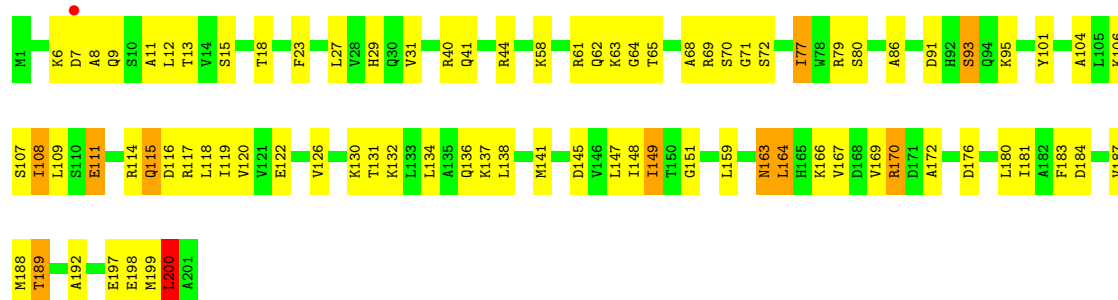 M1 K6 D7 A8 Q9 S10 A11 L12 T13 V14 S15 T18 F23 L27 V28 H29 Q30 V31 R40 Q41 R44 K58 R61 Q62 K63 G64 T65 A68 R69 S70 G71 S72 I77 W78 R79 S80 A86 D91 H92 S93 Q94 K95 Y101 A104 L105 K106
S107 I108 L109 S110 E111 R114 Q115 D116 R117 L118 I119 V120 V121 E122 V126 K130 T131 K132 L133 L134 A135 Q136 K137 L138 M141 D145 V146 L147 I148 I149 T150 G151 L159 N163 L164 H165 K166 V167 D168 V169 R170 D171 A172 D176 L180 I181 A182 F183 D184 V187
M188 T189 A192 E197 E198 M199 L200 A201